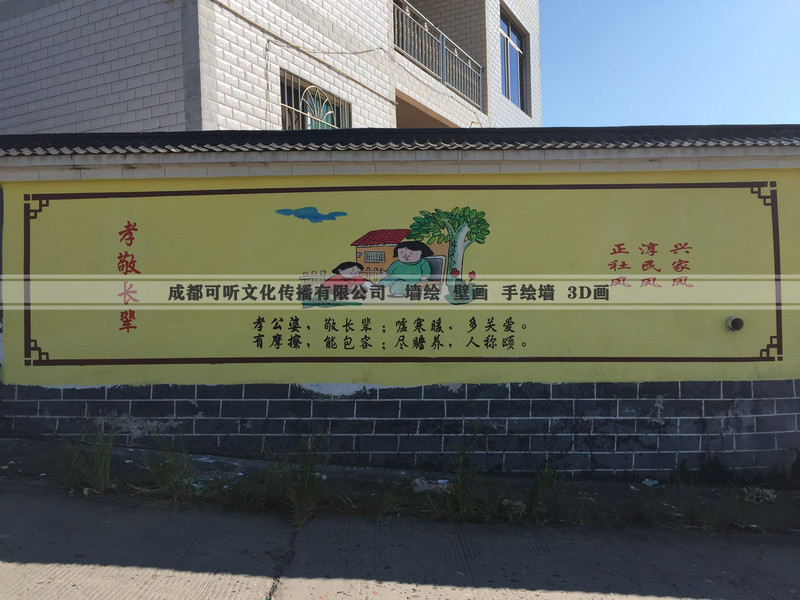 孝敬长辈
兴家风
淳民风
正社风
成都可听文化传播有限公司 墙绘 壁画 手绘墙 3D画
孝公婆，敬长辈；嘘寒暖，多关爱。
有摩擦，能包容；尽赡养，人称颂。